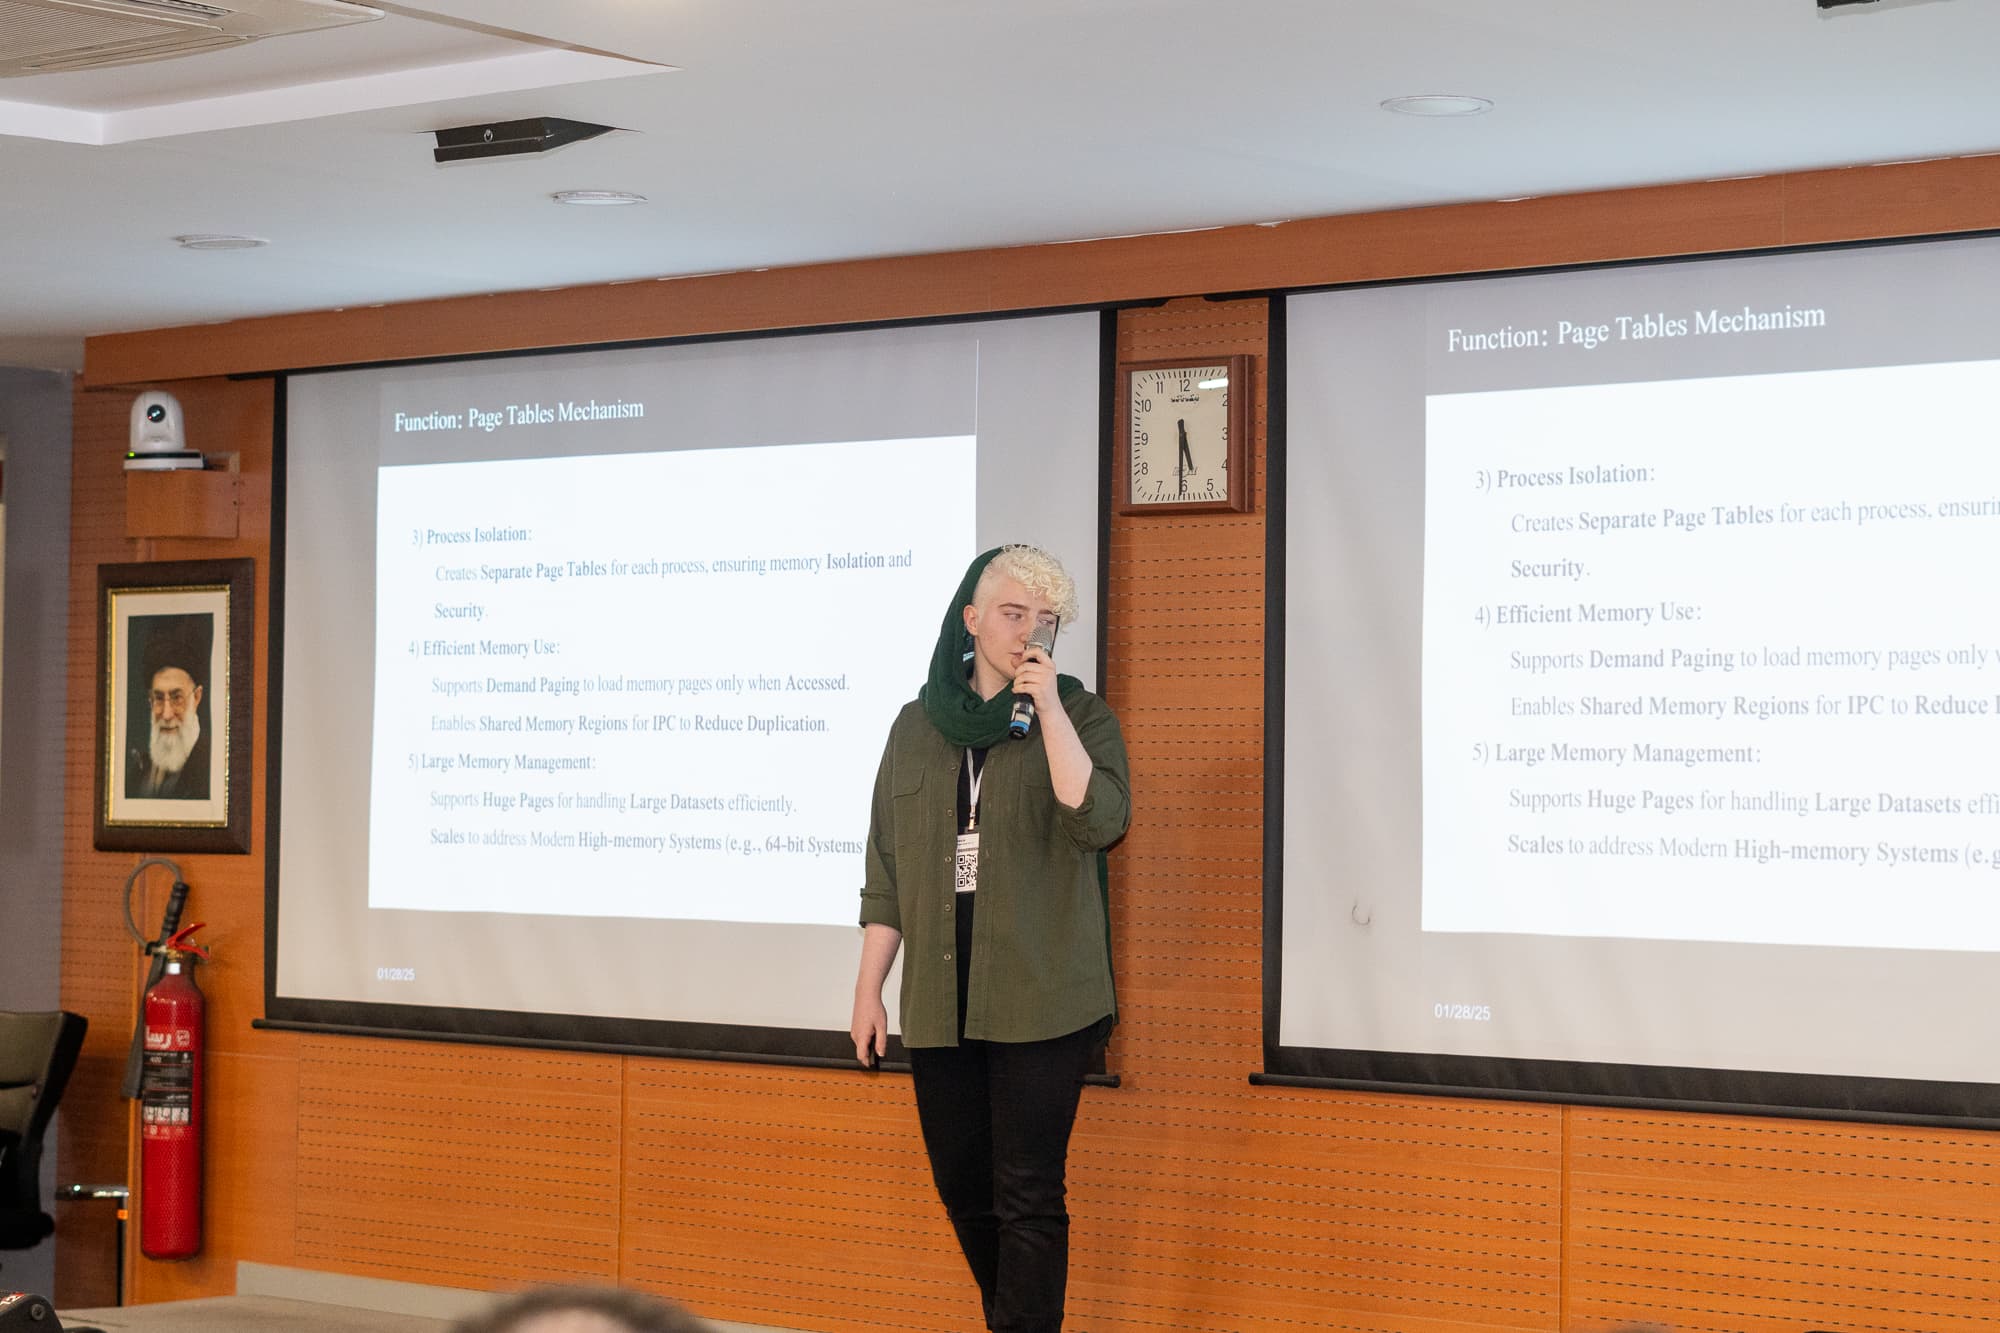 Function: Page Tables Mechanism
3) Process Isolation:
Creates Separate Page Tables for each process, ensuring memory Isolation and
Security.
4) Efficient Memory Use:
Supports Demand Paging to load memory pages only when Accessed.
Enables Shared Memory Regions for IPC to Reduce Duplication.
5) Large Memory Management:
Supports Huge Pages for handling Large Datasets efficiently.
Scales to address Modern High-memory Systems (e.g., 64-bit Systems
01/28/25
11 12
2
10
9
3
8
4
7 6 5
Function: Page Tables Mechanism
3) Process Isolation:
Creates Separate Page Tables for each process, ensuri
Security.
4) Efficient Memory Use:
Supports Demand Paging to load memory pages only
Enables Shared Memory Regions for IPC to Reduce
5) Large Memory Management:
Supports Huge Pages for handling Large Datasets effi
Scales to address Modern High-memory Systems (e.g
01/28/25